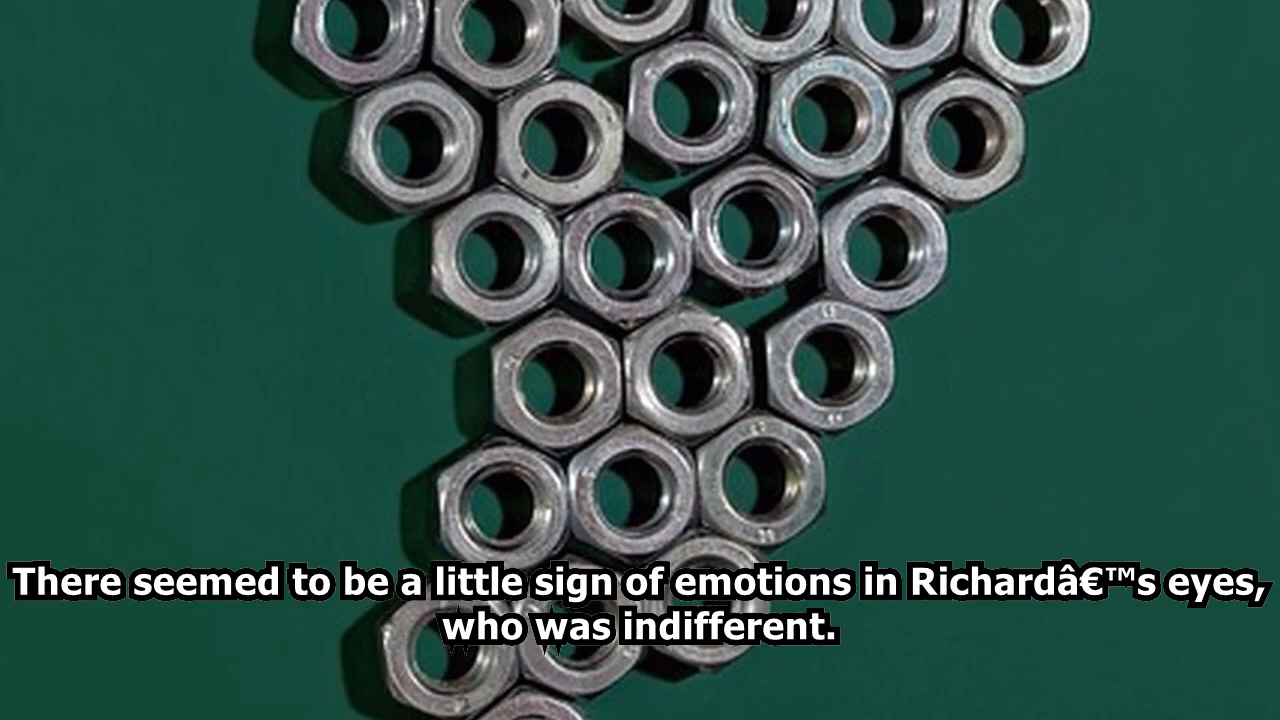 There seemed to be a little sign of emotions in Richardâ€™s eyes,
who was indifferent.